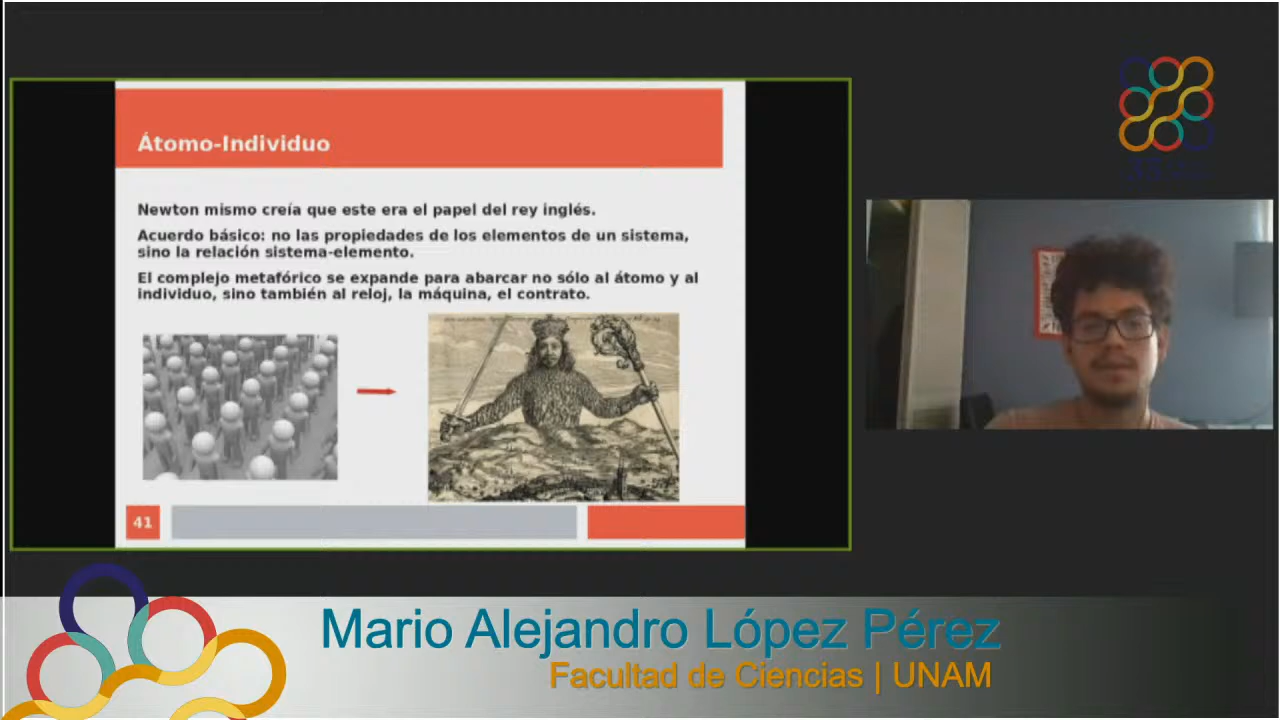 Átomo-Individuo
Newton mismo creía que este era el papel del rey inglés.
Acuerdo básico: no las propiedades de los elementos de un sistema,
sino la relación sistema-elemento.
El complejo metafórico se expande para abarcar no sólo al átomo y al
individuo, sino también al reloj, la máquina, el contrato.
41
Mario Alejandro López Pérez
Facultad de Ciencias | UNAM